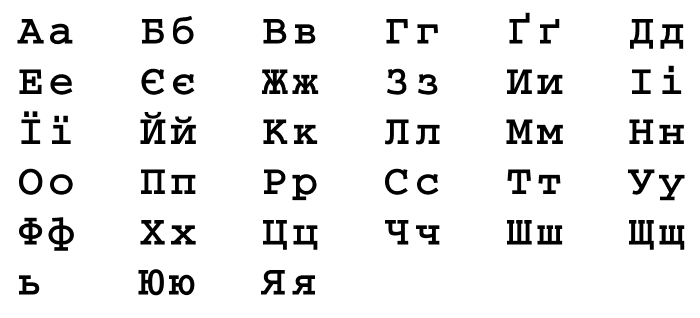 Аа Бб Вв Гг Ґґ Дд
Ее Єє Жж Зз Ии Іі
Її Йй Кк Лл Мм Нн
Оо Пп Рр Сс Тт Уу
Фф Хх Цц Чч Шш Щщ
ь Юю Яя